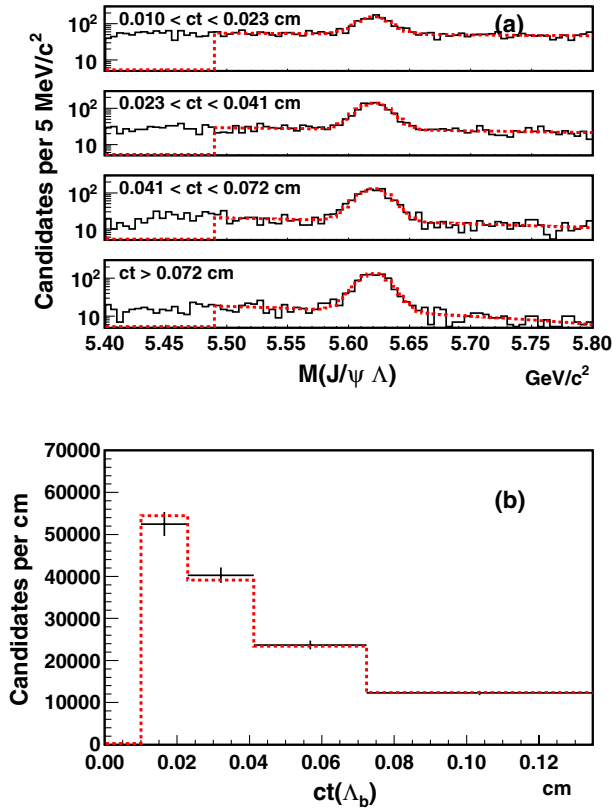 (a)
0.010 < ct < 0.023 cm
10²
10
0.023 < ct < 0.041 cm
10²
10
0.041 < ct < 0.072 cm
10²
10
ct > 0.072 cm
10²
10
Candidates per 5 MeV/c²
5.40 5.45 5.50 5.55 5.60 5.65 5.70 5.75 5.80
M(J/ψ Λ)
GeV/c²
(b)
70000
60000
50000
40000
30000
20000
10000
0
Candidates per cm
0.00 0.02 0.04 0.06 0.08 0.10 0.12
ct(Λb)
cm